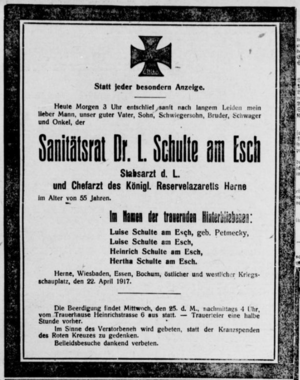 Statt jeder besondern Anzeige.
Heute Morgen 3 Uhr entschlief sanft nach langem Leiden mein
lieber Mann, unser guter Vater, Sohn, Schwiegersohn, Bruder, Schwager
und Onkel, der
Sanitätsrat Dr. L. Schulte am Esch
Stabsarzt d. L.
und Chefarzt des Königl. Reservelazaretts Herne
im Alter von 55 Jahren.
Im Namen der trauernden Hinterbliebenen:
Luise Schulte am Esch, geb. Petmecky,
Luise Schulte am Esch,
Heinrich Schulte am Esch,
Hertha Schulte am Esch.
Herne, Wiesbaden, Essen, Bochum, östlicher und westlicher Kriegs-
schauplatz, den 22. April 1917.
Die Beerdigung findet Mittwoch, den 25. d. M., nachmittags 4 Uhr,
vom Trauerhause Heinrichstrasse 6 aus statt. — Trauerfeier eine halbe
Stunde vorher.
Im Sinne des Verstorbenen wird gebeten, statt der Kranzspenden
des Roten Kreuzes zu gedenken.
Beileidsbesuche dankend verbeten.